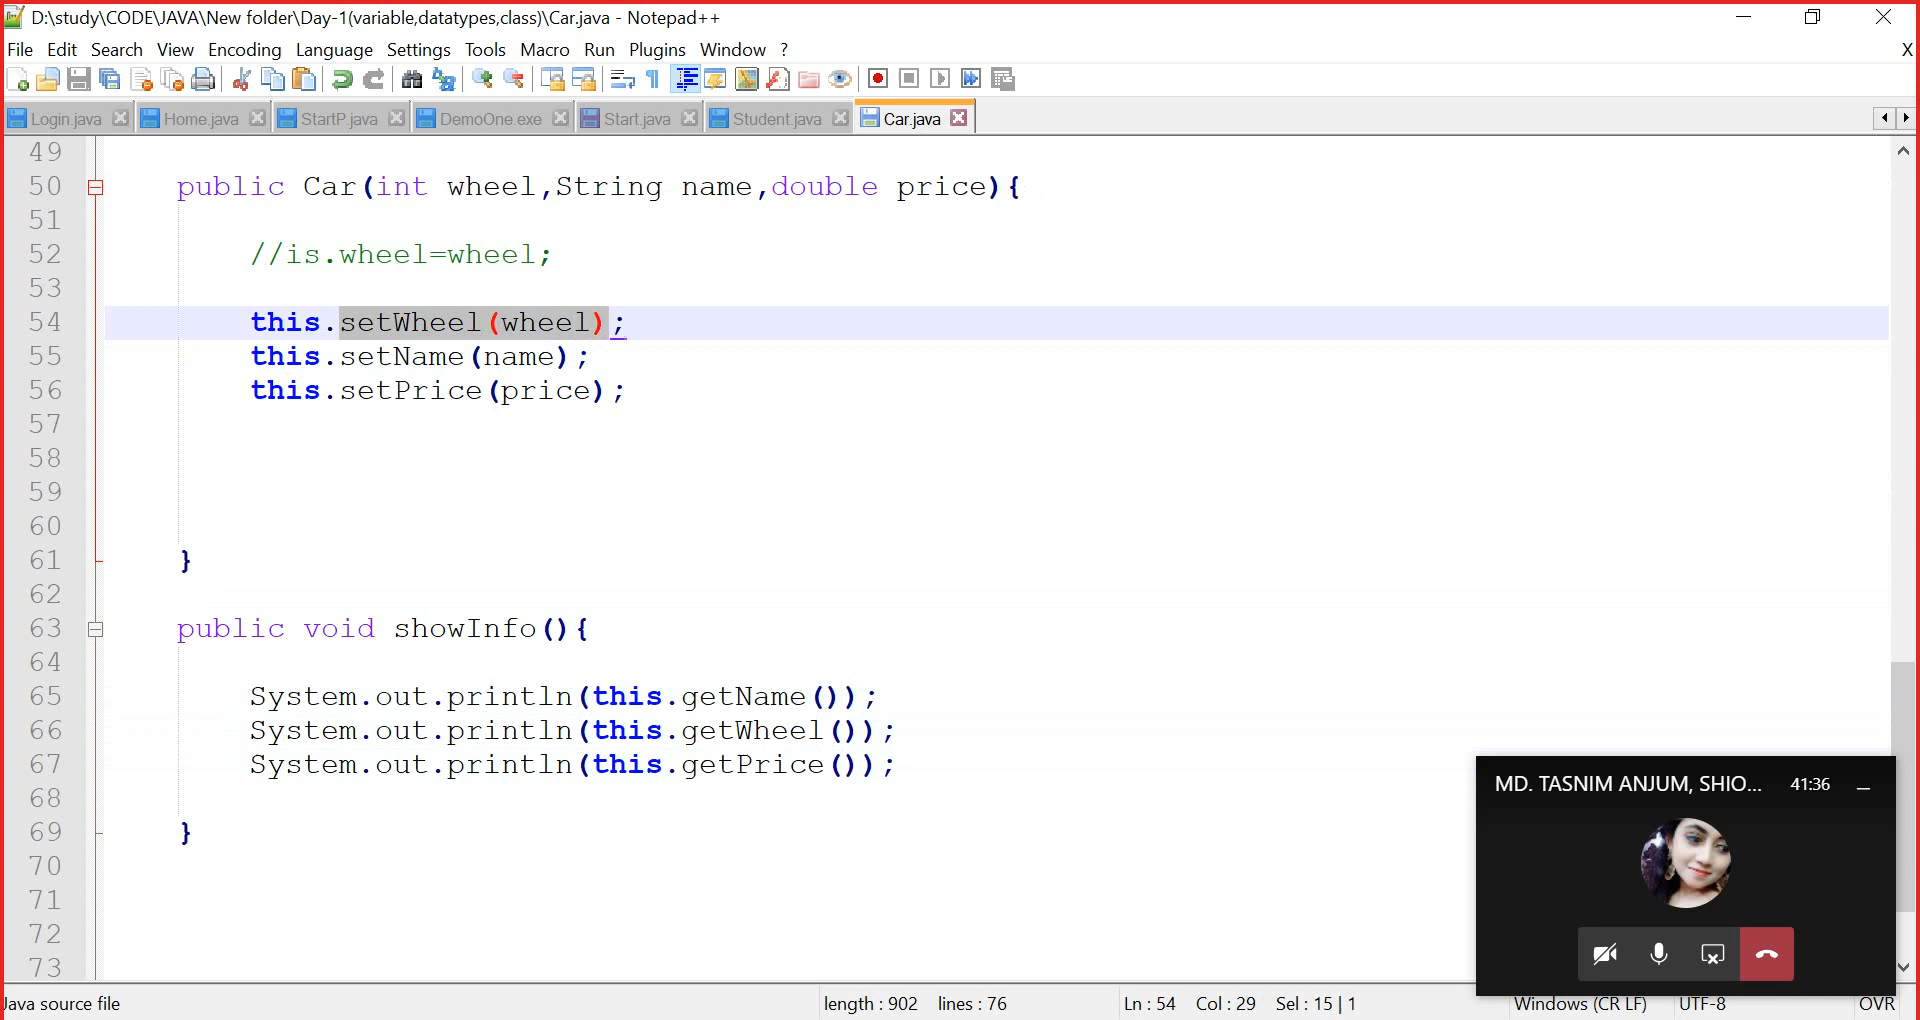 D:\study\CODE\JAVA\New folder\Day-1(variable,datatypes,class)\Car.java - Notepad++
File Edit Search View Encoding Language Settings Tools Macro Run Plugins Window ? X
Login.java Home.java StartP.java DemoOne.exe Start.java Student.java Car.java
49
50 public Car(int wheel,String name,double price){
51
52 //is.wheel=wheel;
53
54 this.setWheel(wheel);
55 this.setName(name);
56 this.setPrice(price);
57
58
59
60
61 }
62
63 public void showInfo(){
64
65 System.out.println(this.getName());
66 System.out.println(this.getWheel());
67 System.out.println(this.getPrice());
68
69 }
70
71
72
73
MD. TASNIM ANJUM, SHIO... 41:36
Java source file length : 902 lines : 76 Ln : 54 Col : 29 Sel : 15 | 1 Windows (CR LF) UTF-8 OVR